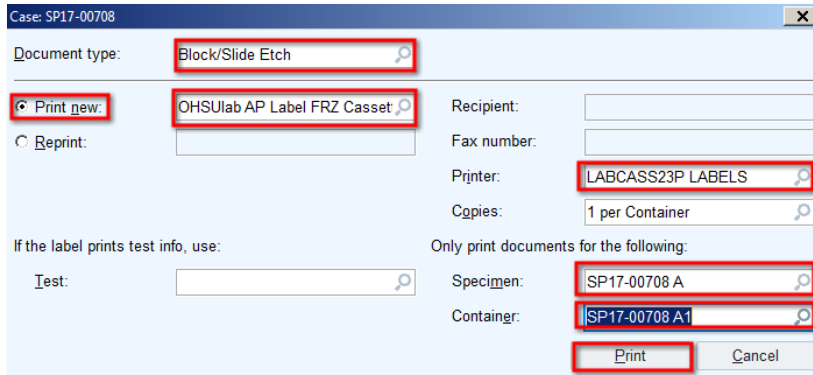 Case: SP17-00708
Document type: Block/Slide Etch
Print new: OHSUlab AP Label FRZ Casset
Recipient:
Reprint:
Fax number:
Printer: LABCASS23P LABELS
Copies: 1 per Container
If the label prints test info, use:
Only print documents for the following:
Test:
Specimen: SP17-00708 A
Container: SP17-00708 A1
Print
Cancel